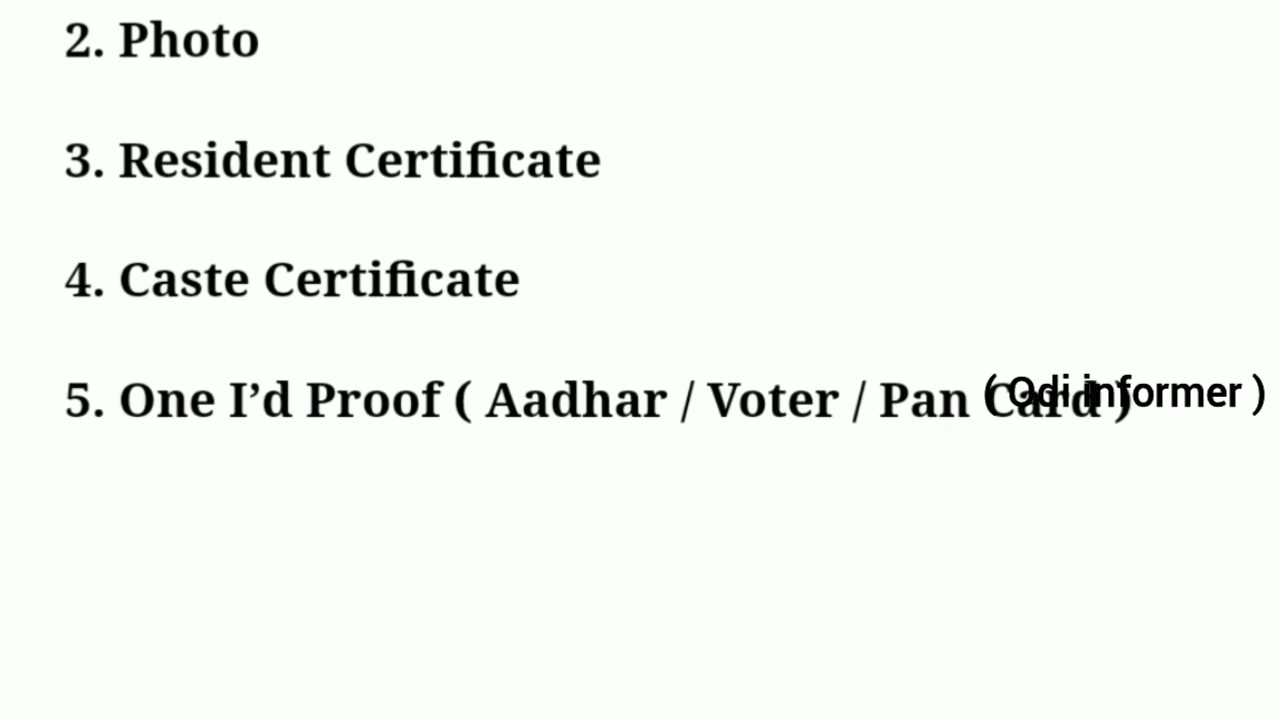 2. Photo
3. Resident Certificate
4. Caste Certificate
5. One I’d Proof ( Aadhar / Voter / Pan Card )
( Odi informer )